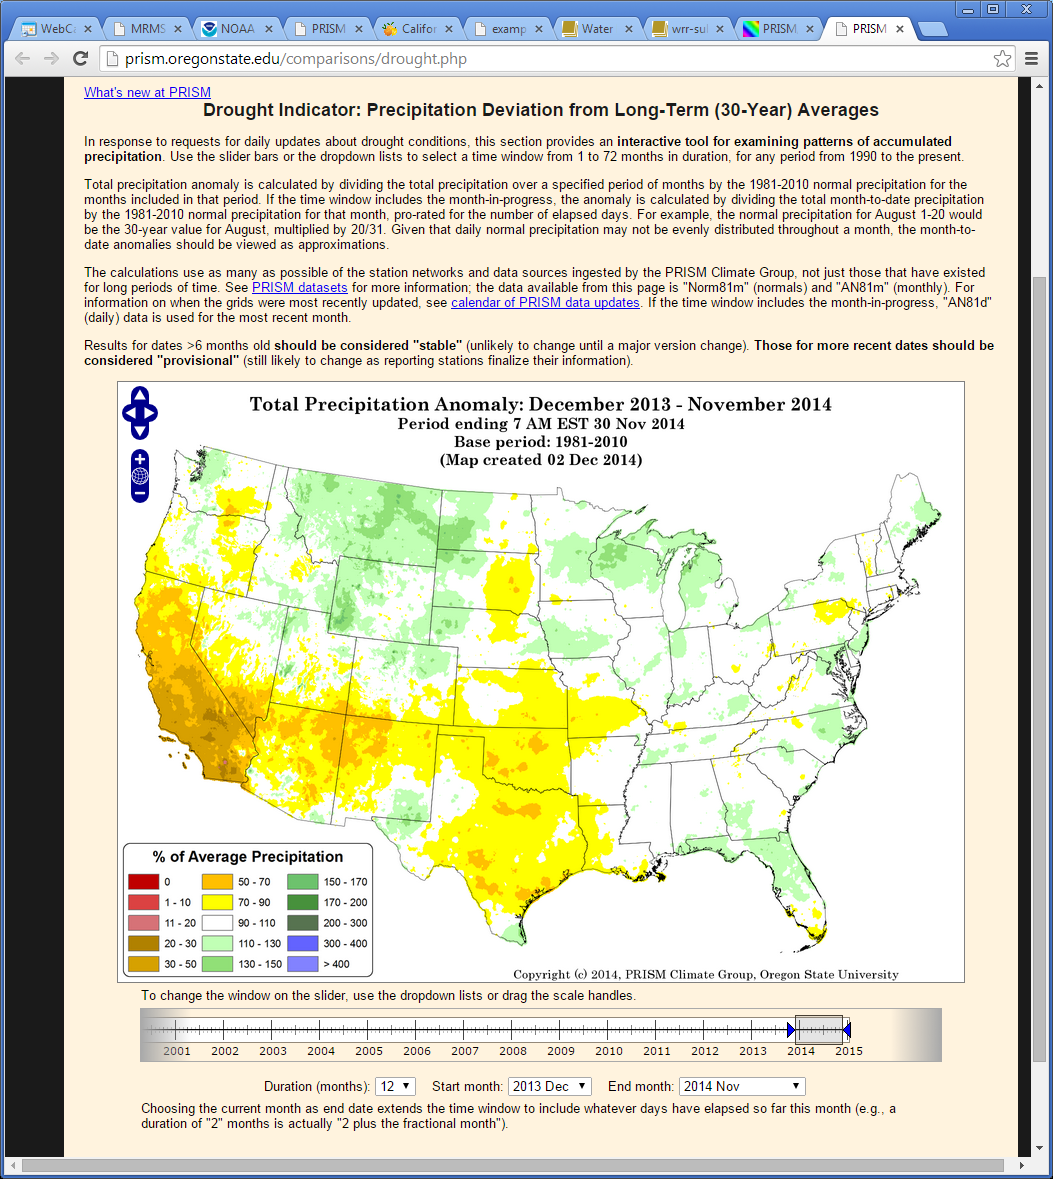 WebCa
MRMS
NOAA
PRISM
Califor
examp
Water
wrr-sul
PRISM
PRISM
prism.oregonstate.edu/comparisons/drought.php
What's new at PRISM
Drought Indicator: Precipitation Deviation from Long-Term (30-Year) Averages
In response to requests for daily updates about drought conditions, this section provides an interactive tool for examining patterns of accumulated
precipitation. Use the slider bars or the dropdown lists to select a time window from 1 to 72 months in duration, for any period from 1990 to the present.
Total precipitation anomaly is calculated by dividing the total precipitation over a specified period of months by the 1981-2010 normal precipitation for the
months included in that period. If the time window includes the month-in-progress, the anomaly is calculated by dividing the total month-to-date precipitation
by the 1981-2010 normal precipitation for that month, pro-rated for the number of elapsed days. For example, the normal precipitation for August 1-20 would
be the 30-year value for August, multiplied by 20/31. Given that daily normal precipitation may not be evenly distributed throughout a month, the month-to-
date anomalies should be viewed as approximations.
The calculations use as many as possible of the station networks and data sources ingested by the PRISM Climate Group, not just those that have existed
for long periods of time. See PRISM datasets for more information; the data available from this page is "Norm81m" (normals) and "AN81m" (monthly). For
information on when the grids were most recently updated, see calendar of PRISM data updates. If the time window includes the month-in-progress, "AN81d"
(daily) data is used for the most recent month.
Results for dates >6 months old should be considered "stable" (unlikely to change until a major version change). Those for more recent dates should be
considered "provisional" (still likely to change as reporting stations finalize their information).
Total Precipitation Anomaly: December 2013 - November 2014
Period ending 7 AM EST 30 Nov 2014
Base period: 1981-2010
(Map created 02 Dec 2014)
% of Average Precipitation
0 50 - 70 150 - 170
1 - 10 70 - 90 170 - 200
11 - 20 90 - 110 200 - 300
20 - 30 110 - 130 300 - 400
30 - 50 130 - 150 > 400
Copyright (c) 2014, PRISM Climate Group, Oregon State University
To change the window on the slider, use the dropdown lists or drag the scale handles.
2001 2002 2003 2004 2005 2006 2007 2008 2009 2010 2011 2012 2013 2014 2015
Duration (months): 12 Start month: 2013 Dec End month: 2014 Nov
Choosing the current month as end date extends the time window to include whatever days have elapsed so far this month (e.g., a
duration of "2" months is actually "2 plus the fractional month").